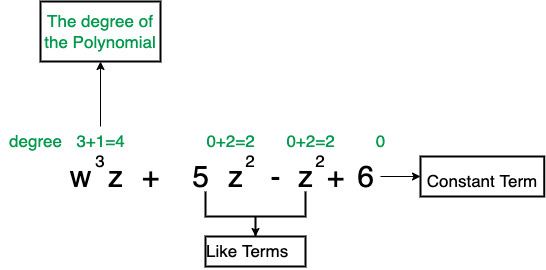 The degree of
the Polynomial
degree 3+1=4 0+2=2 0+2=2 0
w³z + 5 z² - z² + 6
Constant Term
Like Terms